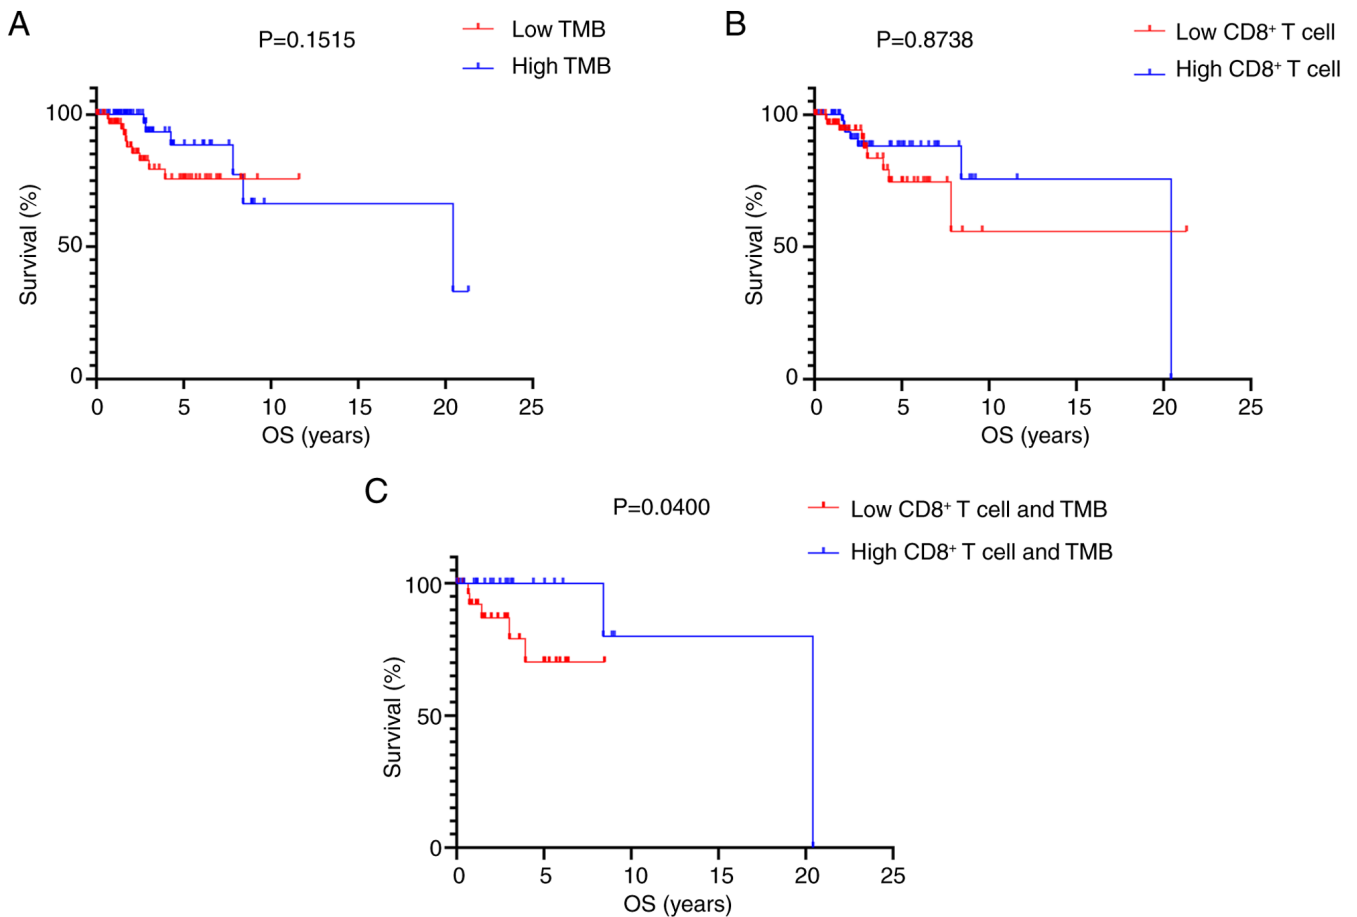 A
P=0.1515
Low TMB
High TMB
100
50
0
Survival (%)
0 5 10 15 20 25
OS (years)
B
P=0.8738
Low CD8⁺ T cell
High CD8⁺ T cell
100
50
0
Survival (%)
0 5 10 15 20 25
OS (years)
C
P=0.0400
Low CD8⁺ T cell and TMB
High CD8⁺ T cell and TMB
100
50
0
Survival (%)
0 5 10 15 20 25
OS (years)